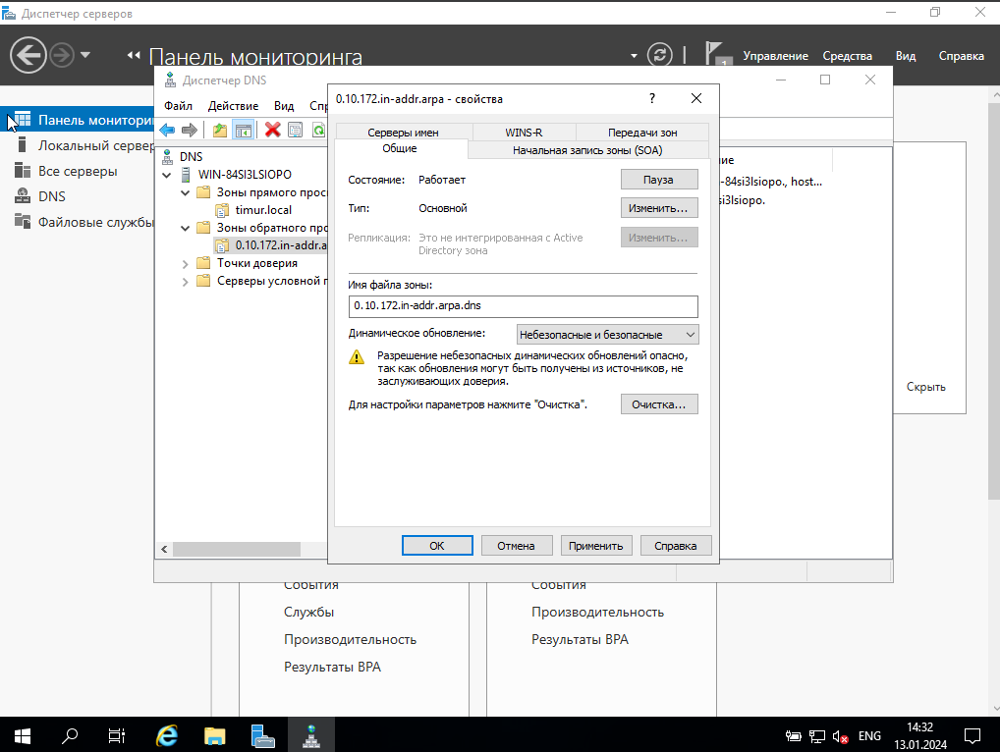 Диспетчер серверов
Панель мониторинга
1
Управление
Средства
Вид
Справка
Панель монитори
Локальный сервер
Все серверы
DNS
Файловые службы
Диспетчер DNS
Файл
Действие
Вид
DNS
WIN-84SI3LSIOPO
Зоны прямого
timur.local
Зоны обратного
0.10.172.in-addr.a
Точки доверия
Серверы условной
-84si3lsiopo., host...
si3lsiopo.
0.10.172.in-addr.arpa - свойства
?
Серверы имен
WINS-R
Передачи зон
Общие
Начальная запись зоны (SOA)
Состояние:
Работает
Пауза
Тип:
Основной
Изменить...
Репликация:
Это не интегрированная с Active
Directory зона
Изменить...
Имя файла зоны:
0.10.172.in-addr.arpa.dns
Динамическое обновление:
Небезопасные и безопасные
Разрешение небезопасных динамических обновлений опасно,
так как обновления могут быть получены из источников, не
заслуживающих доверия.
Для настройки параметров нажмите "Очистка".
Очистка...
ОК
Отмена
Применить
Справка
Скрыть
События
Службы
Производительность
Результаты BPA
События
Производительность
Результаты BPA
ENG
14:32
13.01.2024